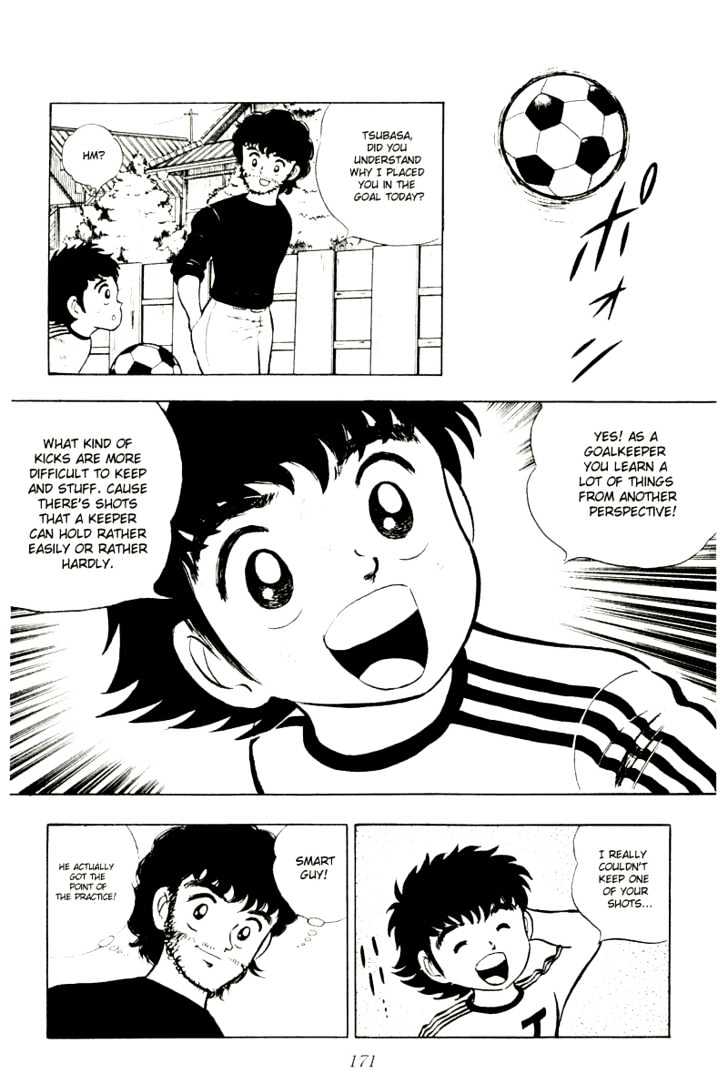 ポーン
TSUBASA,
DID YOU
UNDERSTAND
WHY I PLACED
YOU IN THE
GOAL TODAY?
HM?
YES! AS A
GOALKEEPER
YOU LEARN A
LOT OF THINGS
FROM ANOTHER
PERSPECTIVE!
WHAT KIND OF
KICKS ARE MORE
DIFFICULT TO KEEP
AND STUFF. CAUSE
THERE'S SHOTS
THAT A KEEPER
CAN HOLD RATHER
EASILY OR RATHER
HARDLY.
I REALLY
COULDN'T
KEEP ONE
OF YOUR
SHOTS...
T
SMART
GUY!
HE ACTUALLY
GOT THE
POINT OF
THE PRACTICE!
171